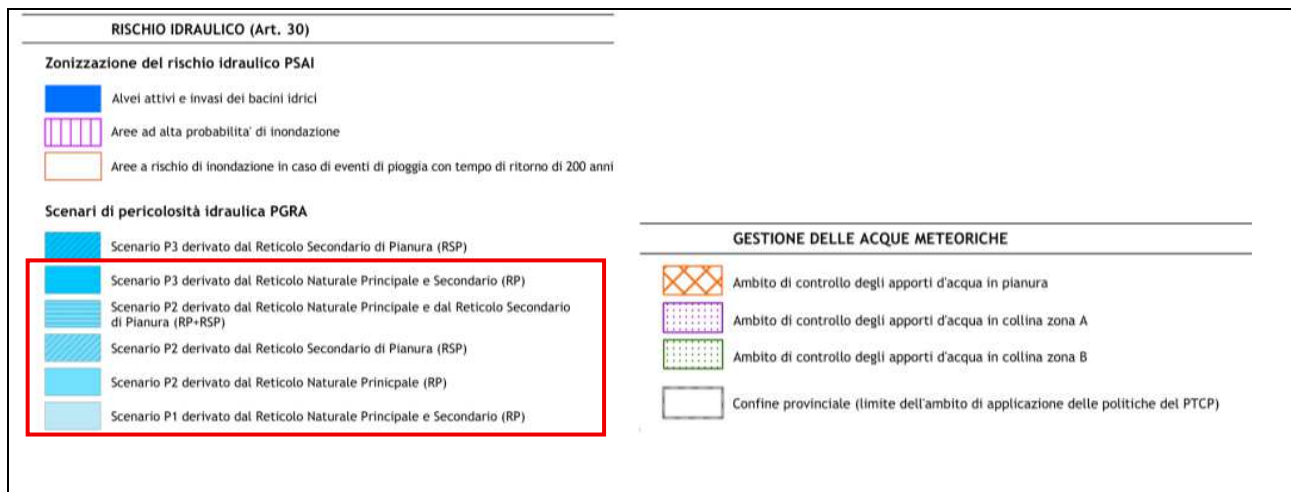 RISCHIO IDRAULICO (Art. 30)
Zonizzazione del rischio idraulico PSAI
Alvei attivi e invasi dei bacini idrici
Aree ad alta probabilita' di inondazione
Aree a rischio di inondazione in caso di eventi di pioggia con tempo di ritorno di 200 anni
Scenari di pericolosità idraulica PGRA
Scenario P3 derivato dal Reticolo Secondario di Pianura (RSP)
Scenario P3 derivato dal Reticolo Naturale Principale e Secondario (RP)
Scenario P2 derivato dal Reticolo Naturale Principale e dal Reticolo Secondario
di Pianura (RP+RSP)
Scenario P2 derivato dal Reticolo Secondario di Pianura (RSP)
Scenario P2 derivato dal Reticolo Naturale Prinicpale (RP)
Scenario P1 derivato dal Reticolo Naturale Principale e Secondario (RP)
GESTIONE DELLE ACQUE METEORICHE
Ambito di controllo degli apporti d'acqua in pianura
Ambito di controllo degli apporti d'acqua in collina zona A
Ambito di controllo degli apporti d'acqua in collina zona B
Confine provinciale (limite dell'ambito di applicazione delle politiche del PTCP)